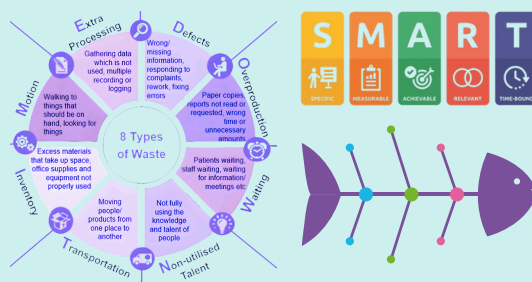 Extra
Processing
Defects
Overproduction
Waiting
Non-utilised
Talent
Transportation
Inventory
Motion
8 Types
of Waste
Gathering data
which is not
used, multiple
recording or
logging
Wrong/
missing
information,
responding to
complaints,
rework, fixing
errors
Paper copies,
reports not read or
requested, wrong
time or
unnecessary
amounts
Patients waiting,
staff waiting, waiting
for information/
meetings etc
Not fully
using the
knowledge
and talent of
people
Moving
people/
products from
one place to
another
Excess materials
that take up space,
office supplies and
equipment not
properly used
Walking to
things that
should be on
hand, looking for
things
S M A R T
SPECIFIC MEASURABLE ACHIEVABLE RELEVANT TIME-BOUND